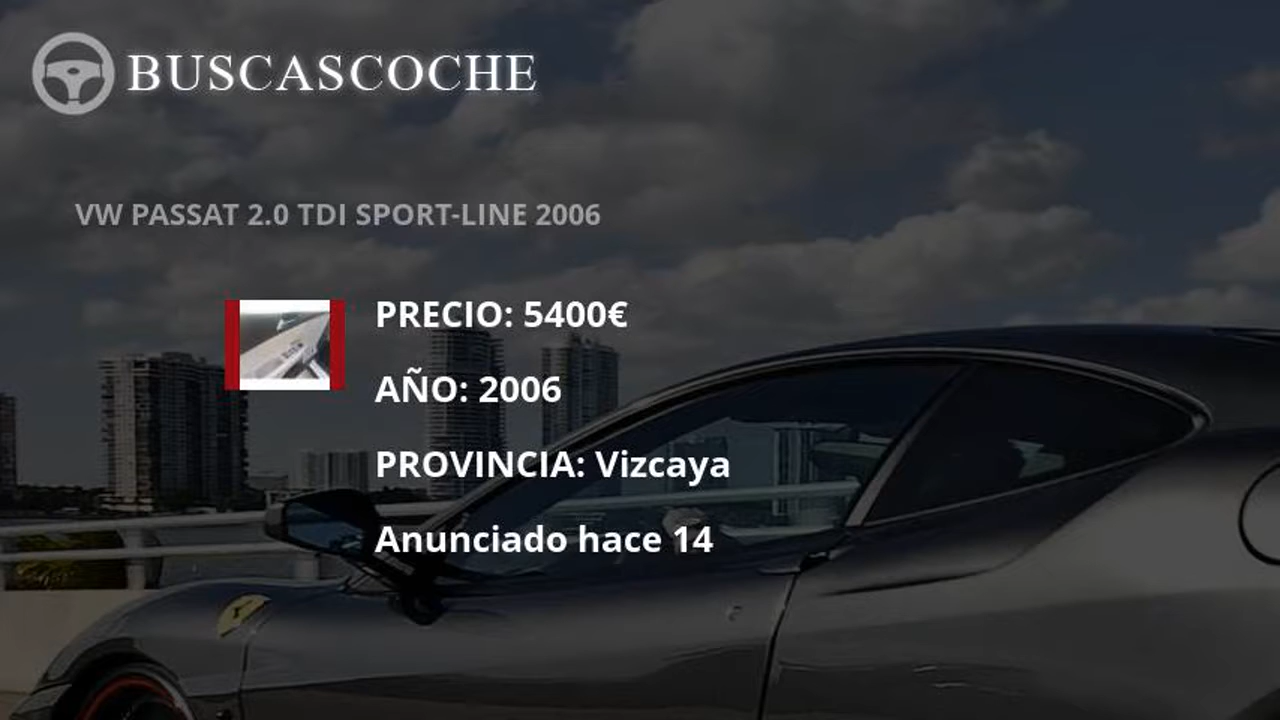 BUSCASCOCHE
VW PASSAT 2.0 TDI SPORT-LINE 2006
PRECIO: 5400€
AÑO: 2006
PROVINCIA: Vizcaya
Anunciado hace 14